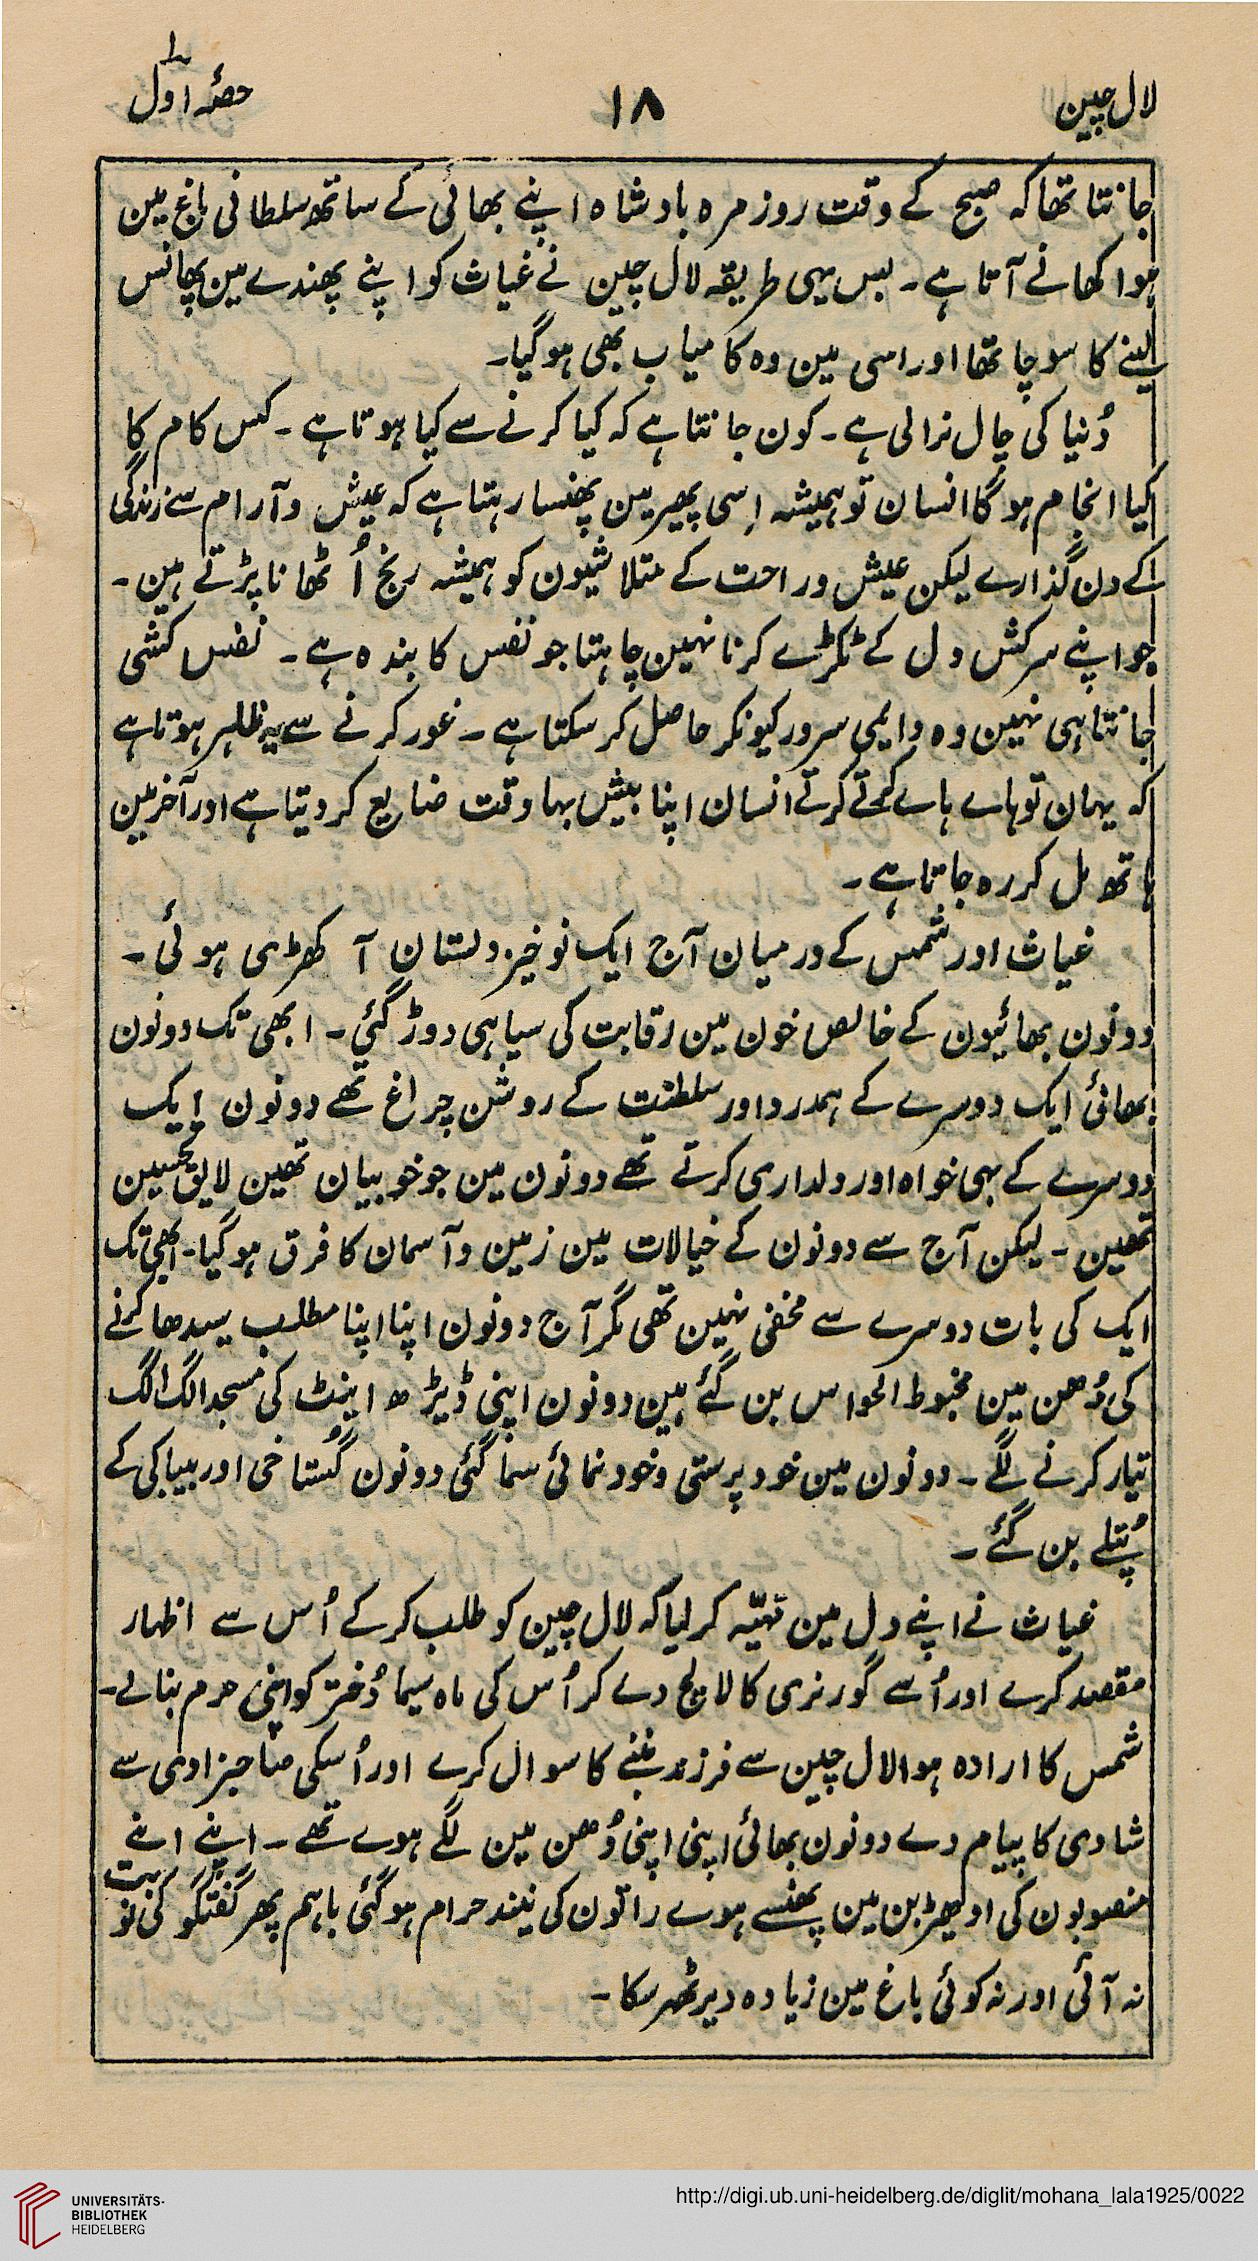 لال چین
۱۸
حصۂ اول
جانتا تھا کہ صبح کے وقت روز مرہ بادشاہ اپنے بھائی کے ساتھ سلطانی باغ مین
ہوا کھانے آتا ہے۔ بس یہی طریقہ لال چین نے غیاث کو اپنے پھندے مین پھانس
لینے کا سوچا تھا اور اسی مین وہ کامیاب بھی ہو گیا۔
دُنیا کی چال نرالی ہے۔ کون جانتا ہے کہ کیا کرنے سے کیا ہوتا ہے۔ کس کام کا
کیا انجام ہو گا انسان تو ہمیشہ اِسی پھیر مین پھنسا رہتا ہے کہ عیش و آرام سے زندگی
کے دن گذارے لیکن عیش و راحت کے متلاشیون کو ہمیشہ رنج اُٹھانا پڑتے ہین۔
جو اپنے سرکش دل کے ٹکڑے کرنا نہین چاہتا جو نفس کا بندہ ہے۔ نفس کشی
جانتا ہی نہین وہ دایمی سرور کیونکر حاصل کر سکتا ہے۔ غور کرنے سے یہ ظاہر ہوتا ہے
کہ یہان تو ہاے ہاے کرتے کرتے انسان اپنا بیش بہا وقت ضایع کر دیتا ہے اور آخر مین
ہاتھ مل کر رہ جاتا ہے۔
غیاث اور شمس کے درمیان آج ایک نوخیز دلستان آ کھڑی ہوئی۔
دونون بھائیون کے خالص خون مین رقابت کی سیاہی دوڑ گئی۔ ابھی تک دونون
بھائی ایک دوسرے کے ہمدرد اور سلطنت کے روشن چراغ تھے دونون ایک
دوسرے کے بہی خواہ اور دلداری کرتے تھے دونون مین جو خوبیان تھین لایق تحسین
تھین۔ لیکن آج سے دونون کے خیالات مین زمین و آسمان کا فرق ہو گیا۔ ابھی تک
ایک کی بات دوسرے سے مخفی نہین تھی مگر آج دونون اپنا اپنا مطلب سیدھا کرنے
کی دُھن مین مخبوط الحواس بن گئے ہین دونون اپنی ڈیڑھ اینٹ کی مسجد الگ الگ
تیار کرنے لگے۔ دونون مین خود پرستی و خود نمائی سما گئی دونون گُستاخی اور بیباکی کے
پُتلے بن گئے۔
غیاث نے اپنے دل مین تہیّہ کر لیا کہ لال چین کو طلب کر کے اُس سے اظہار
مقصد کرے اور اُسے گورنری کا لالچ دے کر اُس کی ماہ سیما دُختر کو اپنی حرم بنا لے۔
شمس کا ارادہ ہوا لال چین سے فرزند بننے کا سوال کرے اور اُسکی صاحبزادی سے
شادی کا پیام دے دونون بھائی اپنی اپنی دُھن مین لگے ہوے تھے۔ اپنے اپنے
منصوبون کی اودھیڑ بن مین پھنسے ہوے راتون کی نیند حرام ہو گئی باہم پھر گفتگو کی نوبت
نہ آئی اور نہ کوئی باغ مین زیادہ دیر ٹھہر سکا۔
UNIVERSITÄTS-
BIBLIOTHEK
HEIDELBERG
http://digi.ub.uni-heidelberg.de/diglit/mohana_lala1925/0022